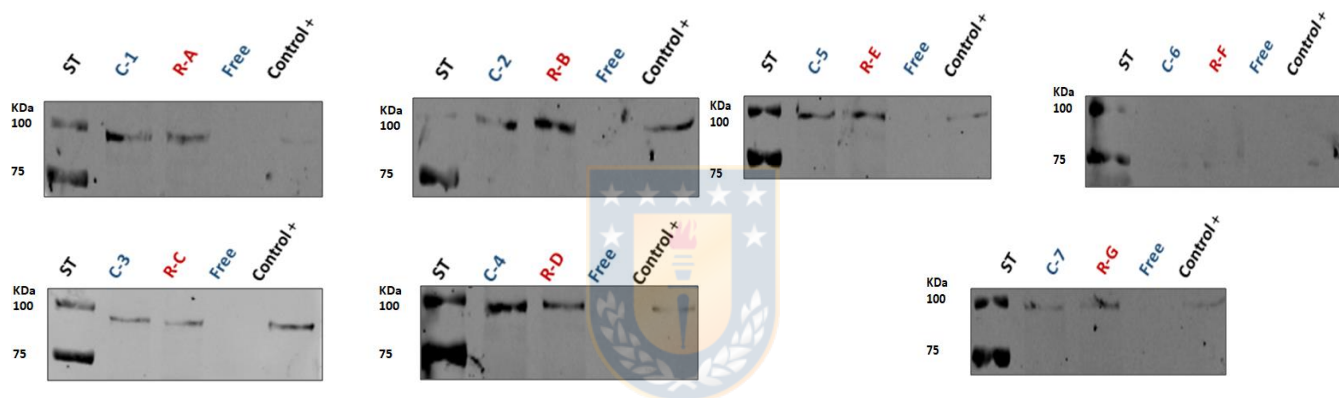 ST C-1 R-A Free Control +
KDa
100
75
ST C-2 R-B Free Control +
KDa
100
75
ST C-5 R-E Free Control +
KDa
100
75
ST C-6 R-F Free Control +
KDa
100
75
ST C-3 R-C Free Control +
KDa
100
75
ST C-4 R-D Free Control +
KDa
100
75
ST C-7 R-G Free Control +
KDa
100
75